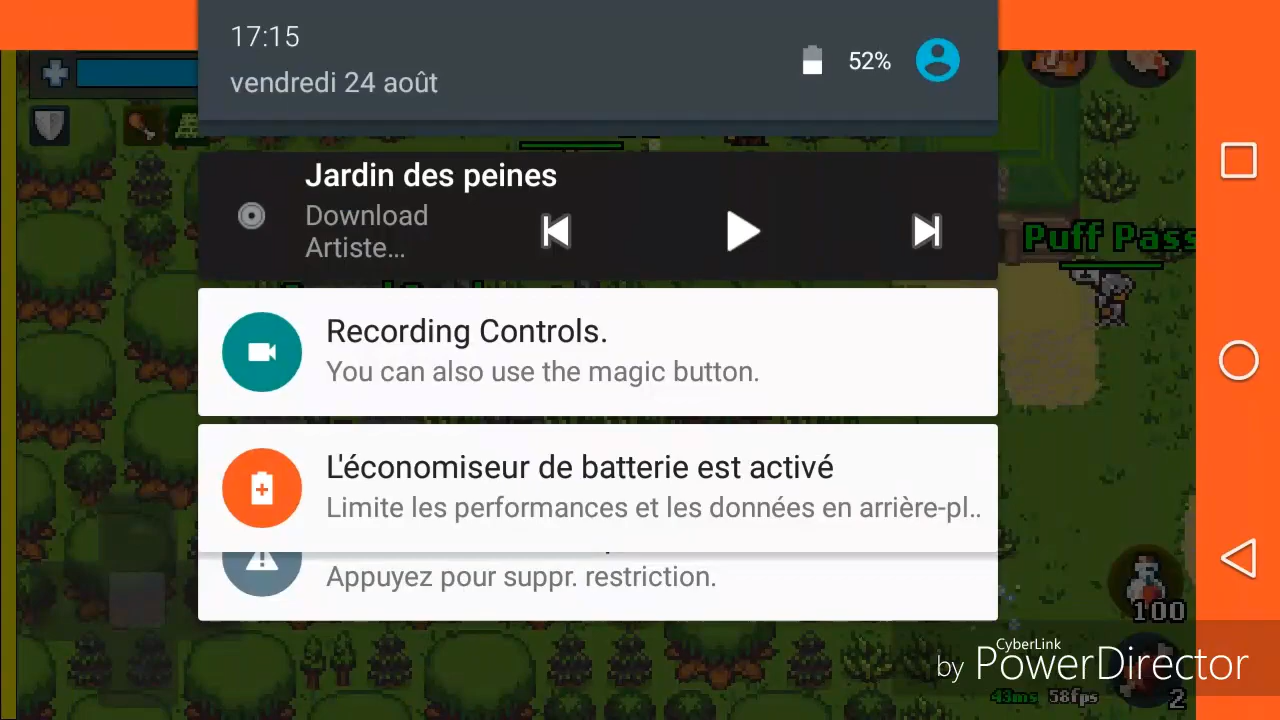 17:15
52%
vendredi 24 août
Jardin des peines
Download
Artiste...
Puff Pass
Recording Controls.
You can also use the magic button.
L'économiseur de batterie est activé
Limite les performances et les données en arrière-pl..
Appuyez pour suppr. restriction.
100
CyberLink
by PowerDirector
43ms 58fps
2